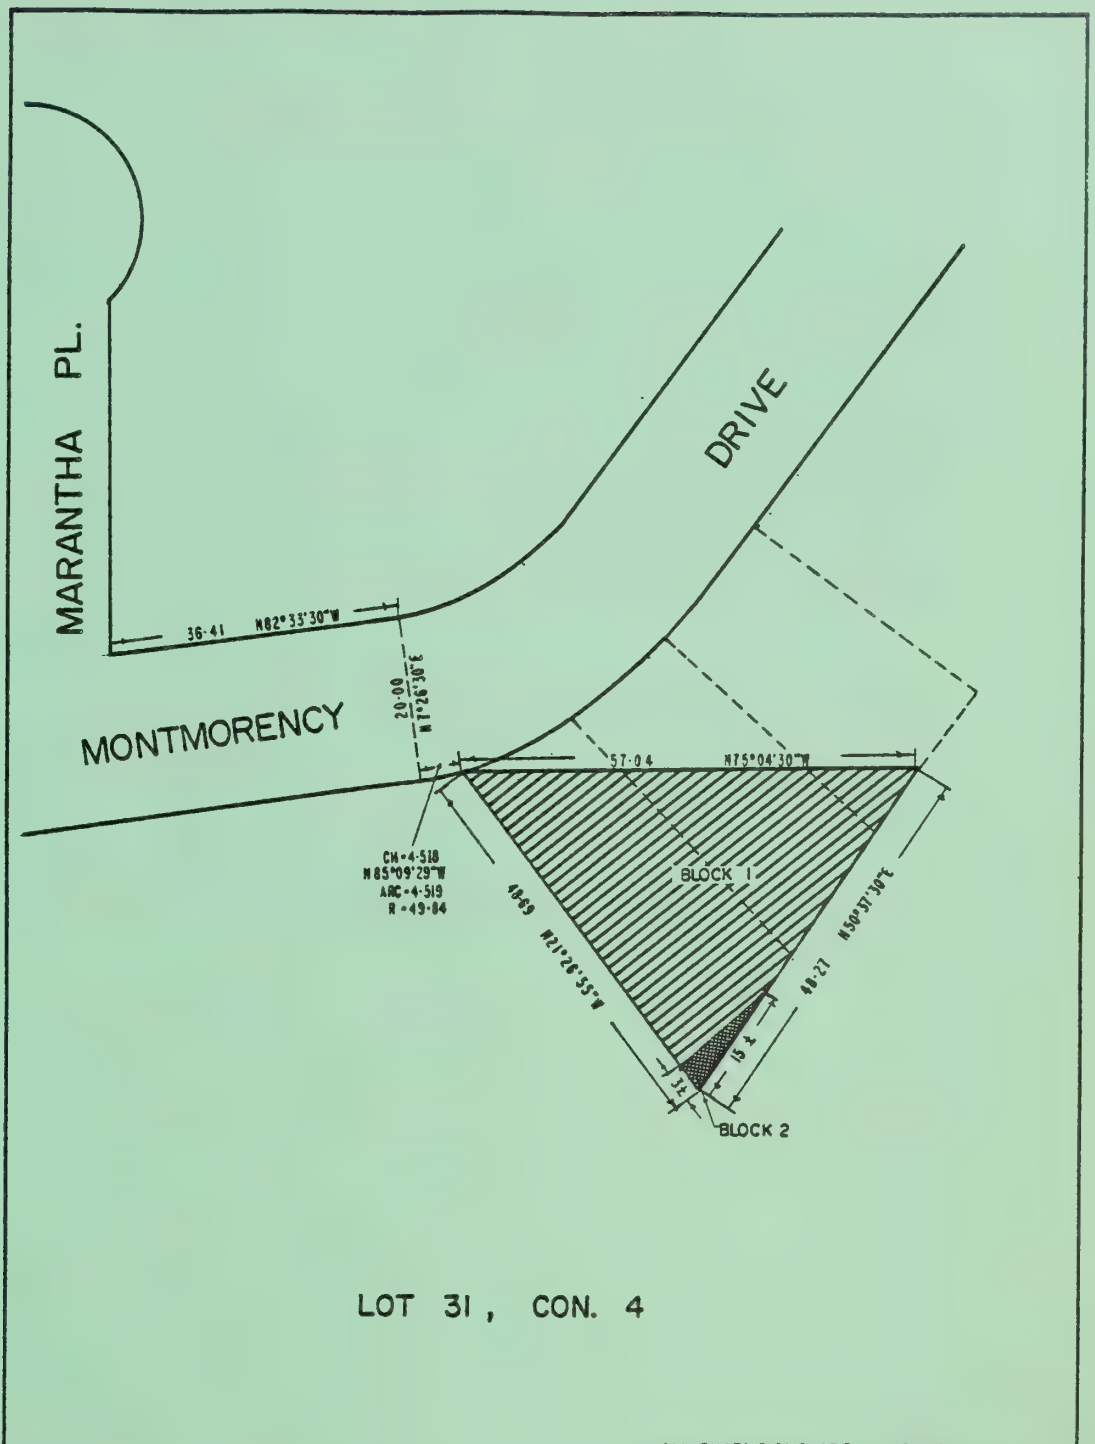 MARANTHA PL.
DRIVE
36.41 N82°33'30"W
20.00
N7°26'30"E
MONTMORENCY
57.04 N75°04'30"W
CH=4.518
N85°09'29"W
ARC=4.519
R=49.84
BLOCK 1
48.69 N21°26'55"W
48.27 N50°37'30"E
15 ±
3±
BLOCK 2
LOT 31, CON. 4